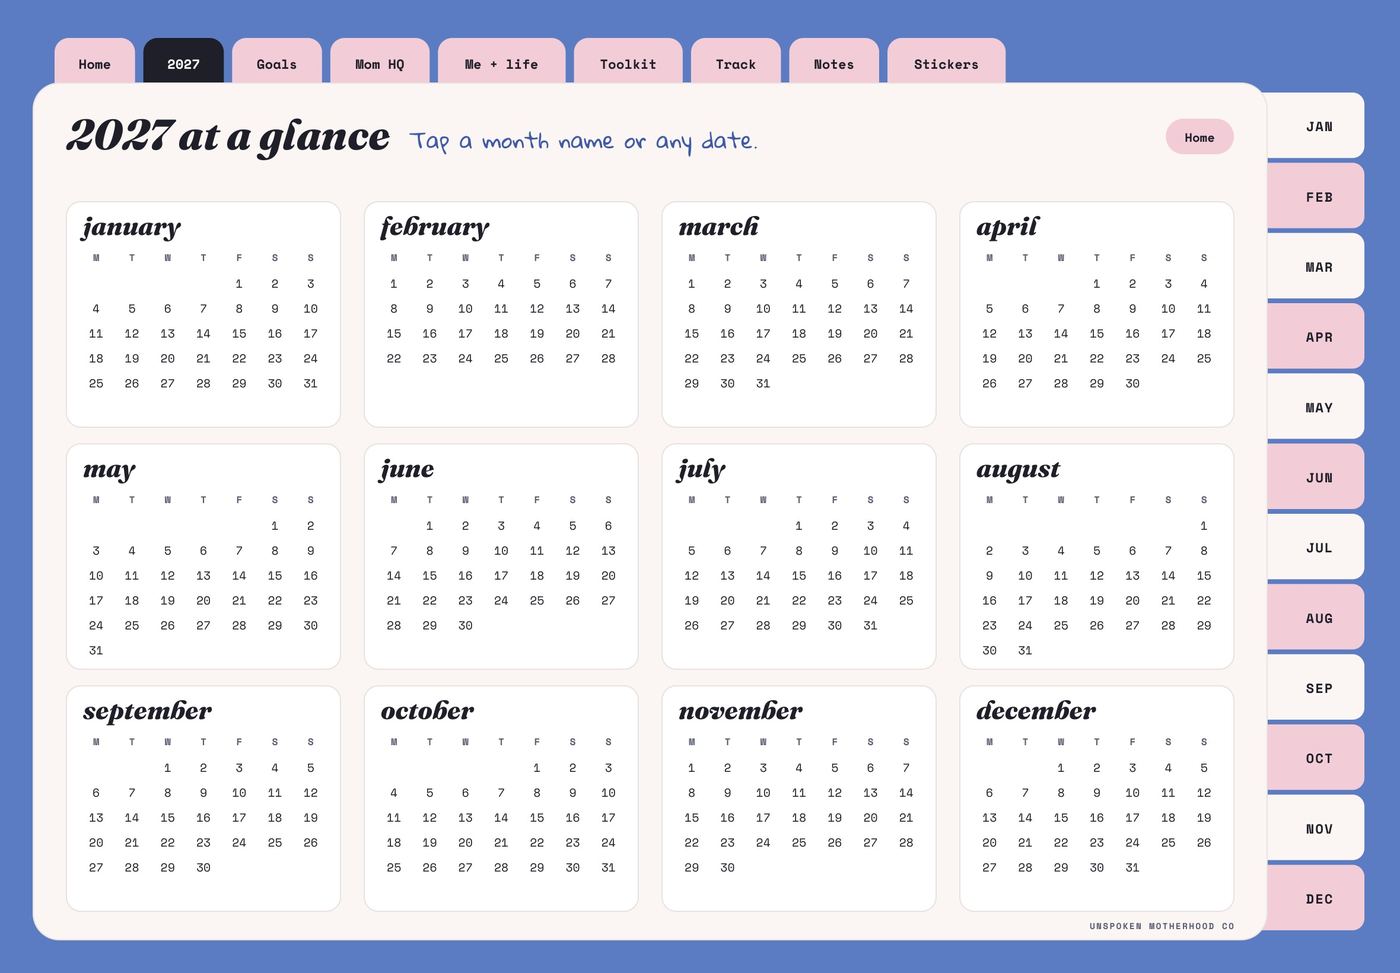 Home 2027 Goals Mom HQ Me + life Toolkit Track Notes Stickers
2027 at a glance Tap a month name or any date. Home
JAN
FEB
MAR
APR
MAY
JUN
JUL
AUG
SEP
OCT
NOV
DEC
january
M T W T F S S
1 2 3
4 5 6 7 8 9 10
11 12 13 14 15 16 17
18 19 20 21 22 23 24
25 26 27 28 29 30 31
february
M T W T F S S
1 2 3 4 5 6 7
8 9 10 11 12 13 14
15 16 17 18 19 20 21
22 23 24 25 26 27 28
march
M T W T F S S
1 2 3 4 5 6 7
8 9 10 11 12 13 14
15 16 17 18 19 20 21
22 23 24 25 26 27 28
29 30 31
april
M T W T F S S
1 2 3 4
5 6 7 8 9 10 11
12 13 14 15 16 17 18
19 20 21 22 23 24 25
26 27 28 29 30
may
M T W T F S S
1 2
3 4 5 6 7 8 9
10 11 12 13 14 15 16
17 18 19 20 21 22 23
24 25 26 27 28 29 30
31
june
M T W T F S S
1 2 3 4 5 6
7 8 9 10 11 12 13
14 15 16 17 18 19 20
21 22 23 24 25 26 27
28 29 30
july
M T W T F S S
1 2 3 4
5 6 7 8 9 10 11
12 13 14 15 16 17 18
19 20 21 22 23 24 25
26 27 28 29 30 31
august
M T W T F S S
1
2 3 4 5 6 7 8
9 10 11 12 13 14 15
16 17 18 19 20 21 22
23 24 25 26 27 28 29
30 31
september
M T W T F S S
1 2 3 4 5
6 7 8 9 10 11 12
13 14 15 16 17 18 19
20 21 22 23 24 25 26
27 28 29 30
october
M T W T F S S
1 2 3
4 5 6 7 8 9 10
11 12 13 14 15 16 17
18 19 20 21 22 23 24
25 26 27 28 29 30 31
november
M T W T F S S
1 2 3 4 5 6 7
8 9 10 11 12 13 14
15 16 17 18 19 20 21
22 23 24 25 26 27 28
29 30
december
M T W T F S S
1 2 3 4 5
6 7 8 9 10 11 12
13 14 15 16 17 18 19
20 21 22 23 24 25 26
27 28 29 30 31
UNSPOKEN MOTHERHOOD CO